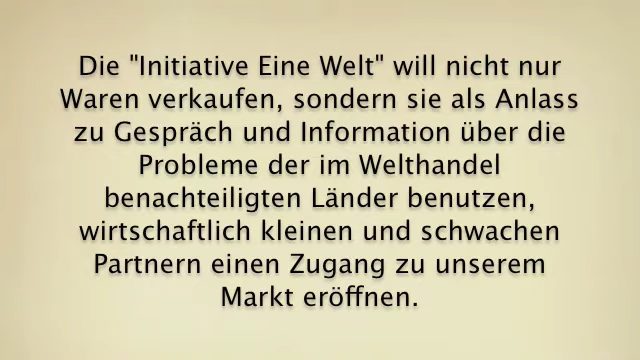 Die "Initiative Eine Welt" will nicht nur
Waren verkaufen, sondern sie als Anlass
zu Gespräch und Information über die
Probleme der im Welthandel
benachteiligten Länder benutzen,
wirtschaftlich kleinen und schwachen
Partnern einen Zugang zu unserem
Markt eröffnen.